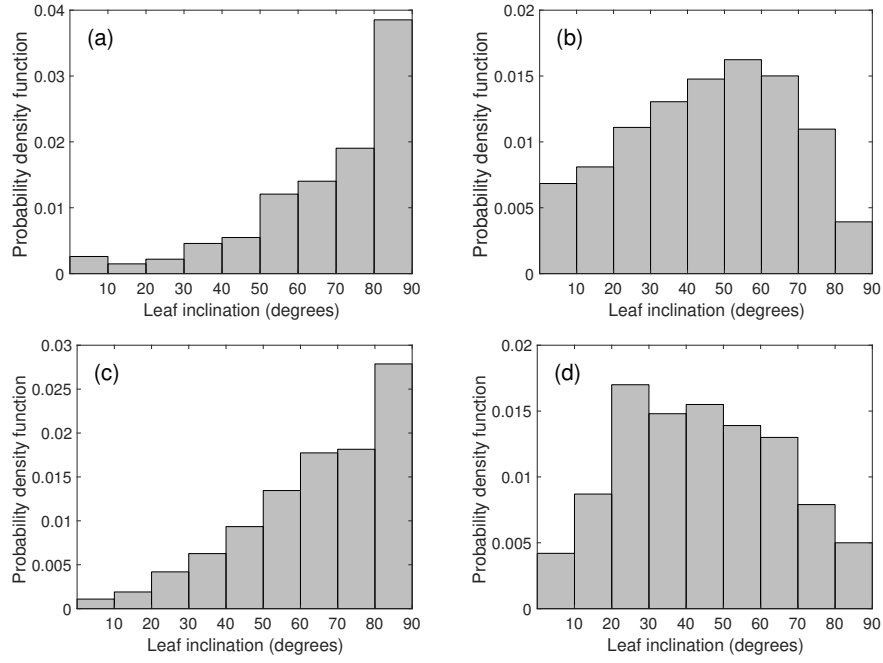 (a)
Probability density function
0.04
0.03
0.02
0.01
0
10 20 30 40 50 60 70 80 90
Leaf inclination (degrees)
(b)
Probability density function
0.02
0.015
0.01
0.005
0
10 20 30 40 50 60 70 80 90
Leaf inclination (degrees)
(c)
Probability density function
0.03
0.025
0.02
0.015
0.01
0.005
0
10 20 30 40 50 60 70 80 90
Leaf inclination (degrees)
(d)
Probability density function
0.02
0.015
0.01
0.005
0
10 20 30 40 50 60 70 80 90
Leaf inclination (degrees)